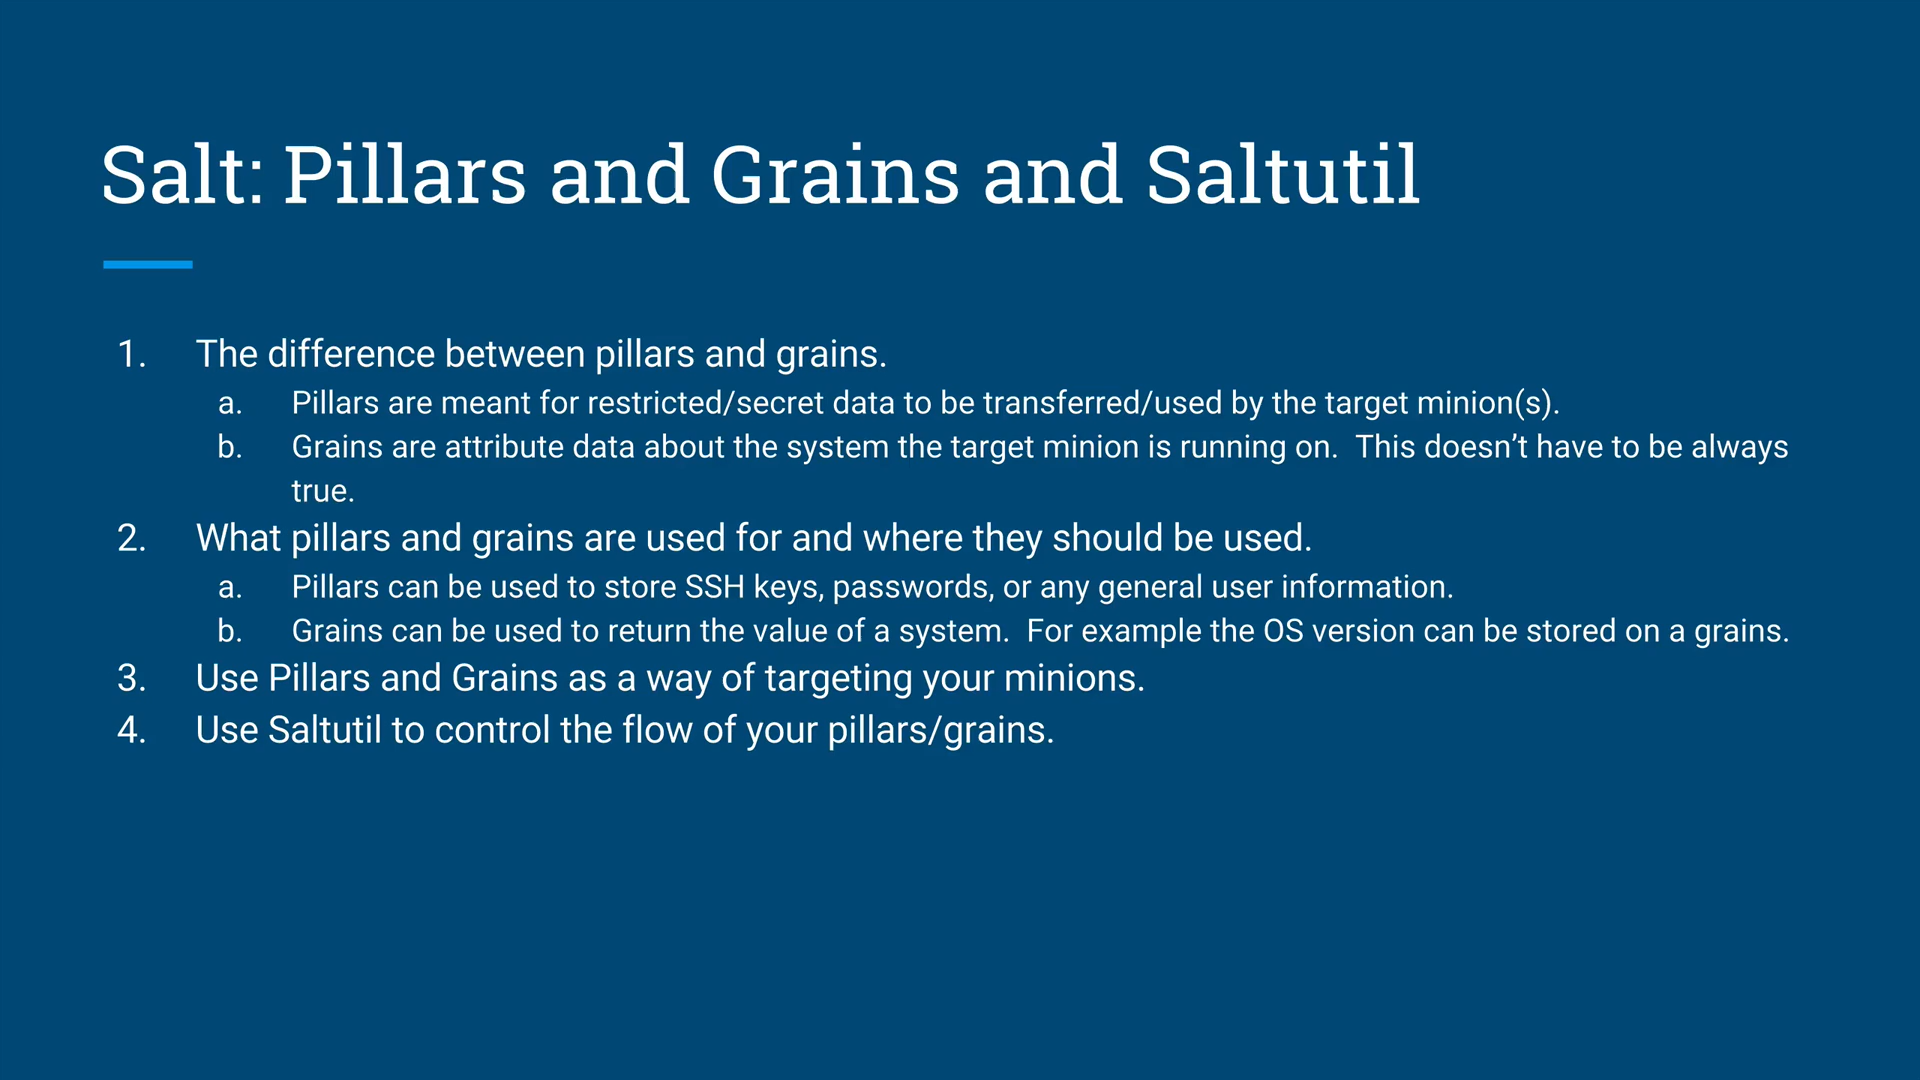 Salt: Pillars and Grains and Saltutil
1. The difference between pillars and grains.
a. Pillars are meant for restricted/secret data to be transferred/used by the target minion(s).
b. Grains are attribute data about the system the target minion is running on.  This doesn’t have to be always
true.
2. What pillars and grains are used for and where they should be used.
a. Pillars can be used to store SSH keys, passwords, or any general user information.
b. Grains can be used to return the value of a system.  For example the OS version can be stored on a grains.
3. Use Pillars and Grains as a way of targeting your minions.
4. Use Saltutil to control the flow of your pillars/grains.